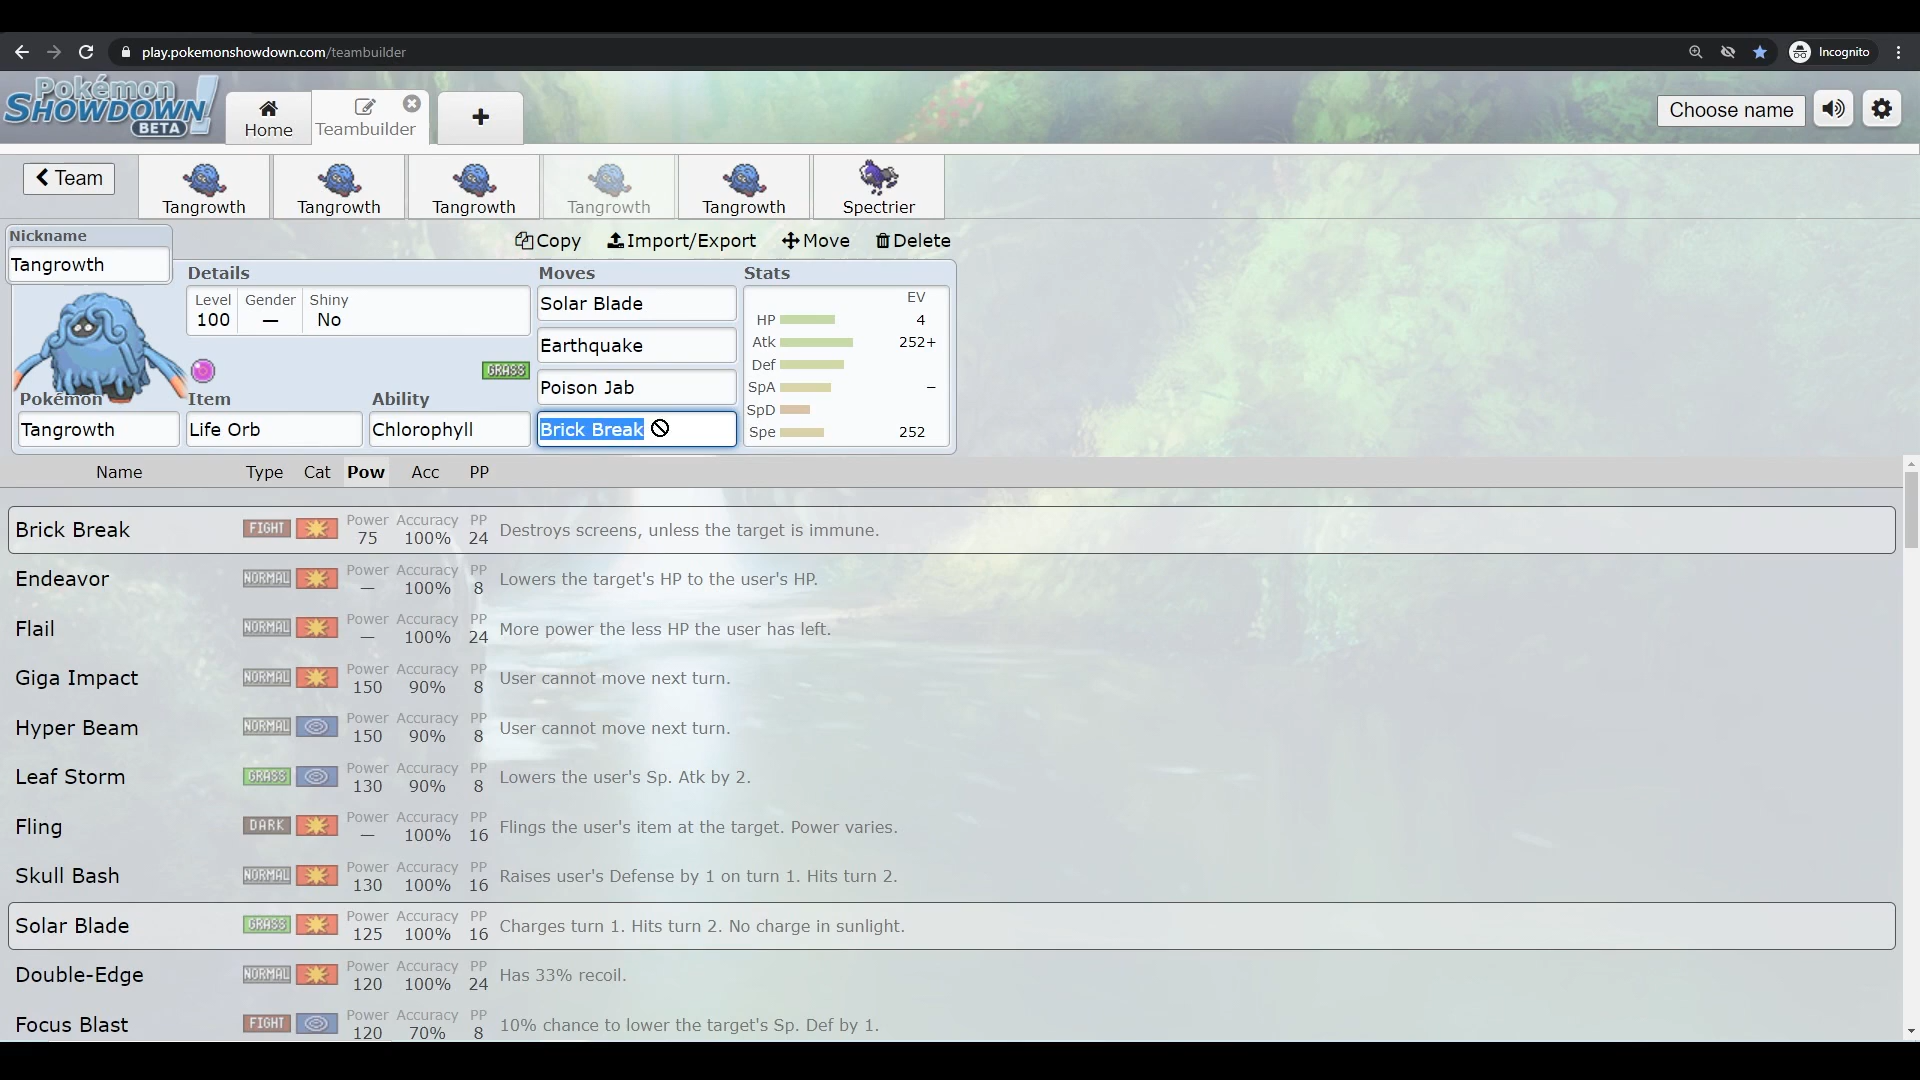 play.pokemonshowdown.com/teambuilder
Incognito
Pokémon
SHOWDOWN!
BETA
Home
Teambuilder
+
Choose name
Team
Tangrowth
Tangrowth
Tangrowth
Tangrowth
Tangrowth
Spectrier
Copy
Import/Export
Move
Delete
Nickname
Tangrowth
Details
Level
100
Gender
—
Shiny
No
GRASS
Pokémon
Tangrowth
Item
Life Orb
Ability
Chlorophyll
Moves
Solar Blade
Earthquake
Poison Jab
Brick Break
Stats
EV
HP 4
Atk 252+
Def
SpA −
SpD
Spe 252
Name Type Cat Pow Acc PP
Brick Break FIGHT Power 75 Accuracy 100% PP 24 Destroys screens, unless the target is immune.
Endeavor NORMAL Power — Accuracy 100% PP 8 Lowers the target's HP to the user's HP.
Flail NORMAL Power — Accuracy 100% PP 24 More power the less HP the user has left.
Giga Impact NORMAL Power 150 Accuracy 90% PP 8 User cannot move next turn.
Hyper Beam NORMAL Power 150 Accuracy 90% PP 8 User cannot move next turn.
Leaf Storm GRASS Power 130 Accuracy 90% PP 8 Lowers the user's Sp. Atk by 2.
Fling DARK Power — Accuracy 100% PP 16 Flings the user's item at the target. Power varies.
Skull Bash NORMAL Power 130 Accuracy 100% PP 16 Raises user's Defense by 1 on turn 1. Hits turn 2.
Solar Blade GRASS Power 125 Accuracy 100% PP 16 Charges turn 1. Hits turn 2. No charge in sunlight.
Double-Edge NORMAL Power 120 Accuracy 100% PP 24 Has 33% recoil.
Focus Blast FIGHT Power 120 Accuracy 70% PP 8 10% chance to lower the target's Sp. Def by 1.